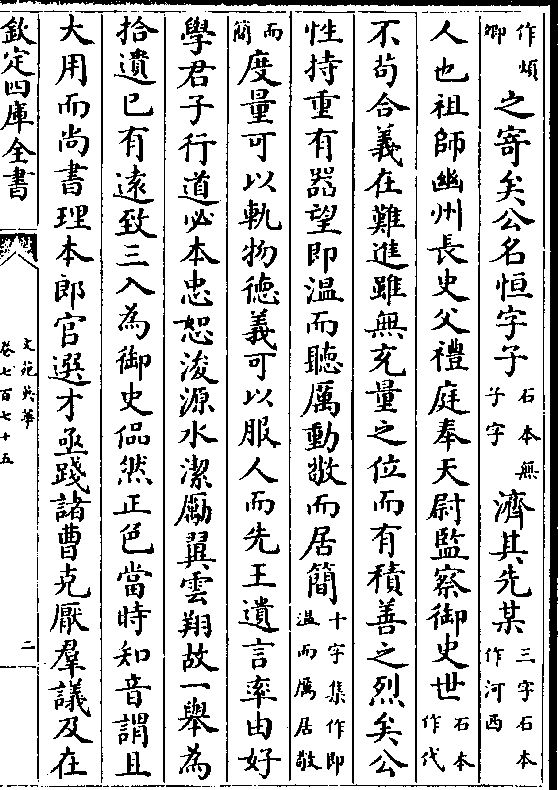 作煩
卿之寄矣公名恒字子石本無
子字濟其先某三字石本
作河西
人也祖師幽州長史父禮庭奉天尉監察御史世石本
作代
不苟合義在難進雖無充量之位而有積善之烈矣公
性持重有器望即溫而聽厲動敬而居簡十字集作即
温而厲居敬
而
簡度量可以軌物德義可以服人而先王遺言率由好
學君子行道必本忠恕浚源水潔勵翼雲翔故一舉為
拾遺已有遠致三入為御史偘然正色當時知音謂且
大用而尚書理本郎官選才亟踐諸曹克厭羣議及在
欽定四庫全書
文苑英華
卷七百七十五
二